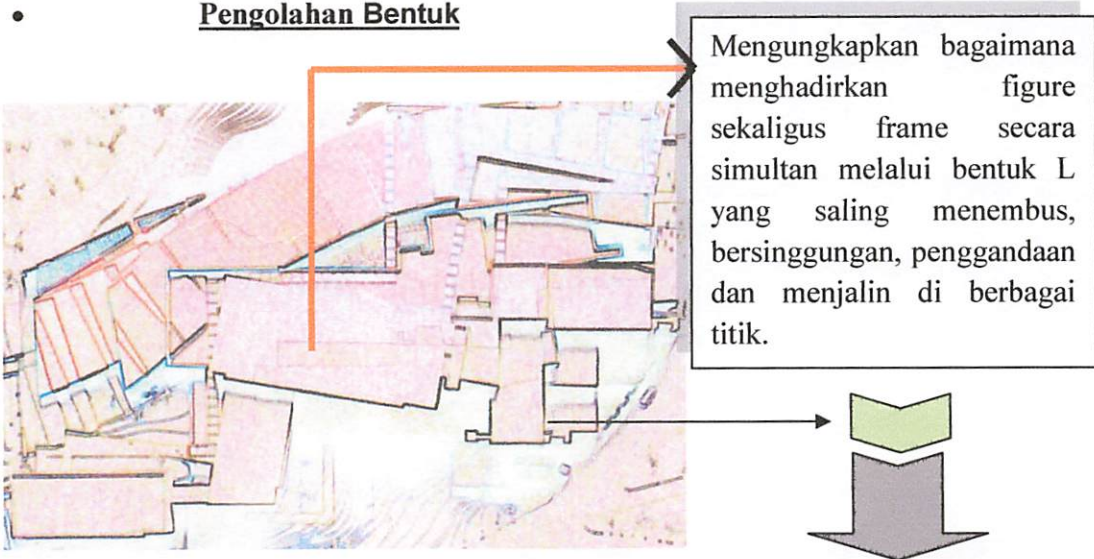 • Pengolahan Bentuk
Mengungkapkan bagaimana
menghadirkan figure
sekaligus frame secara
simultan melalui bentuk L
yang saling menembus,
bersinggungan, penggandaan
dan menjalin di berbagai
titik.